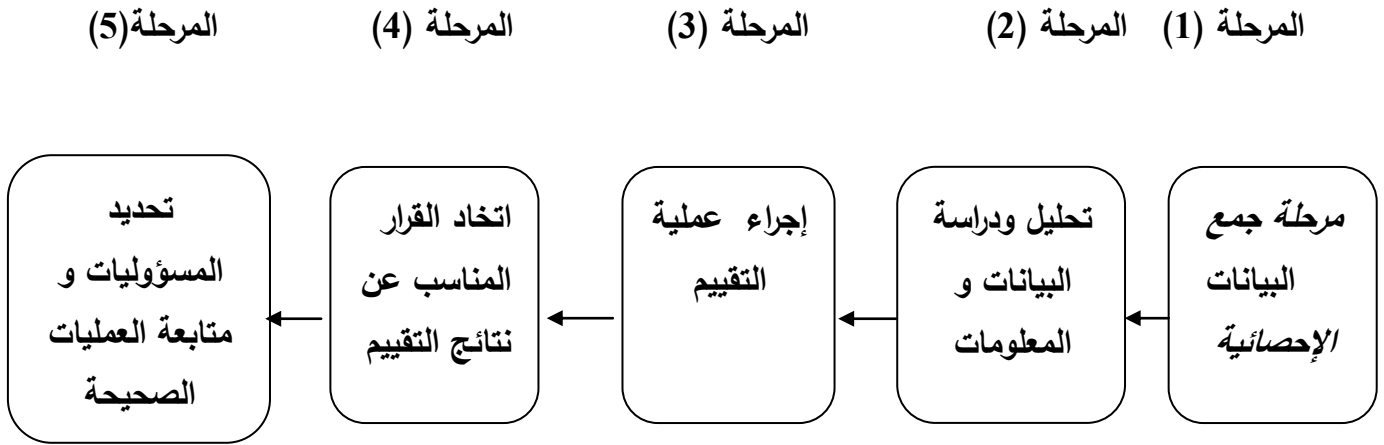 المرحلة (1) المرحلة (2) المرحلة (3) المرحلة (4) المرحلة(5)
مرحلة جمع
البيانات
الإحصائية
تحليل ودراسة
البيانات و
المعلومات
إجراء عملية
التقييم
اتخاد القرار
المناسب عن
نتائج التقييم
تحديد
المسؤوليات و
متابعة العمليات
الصحيحة